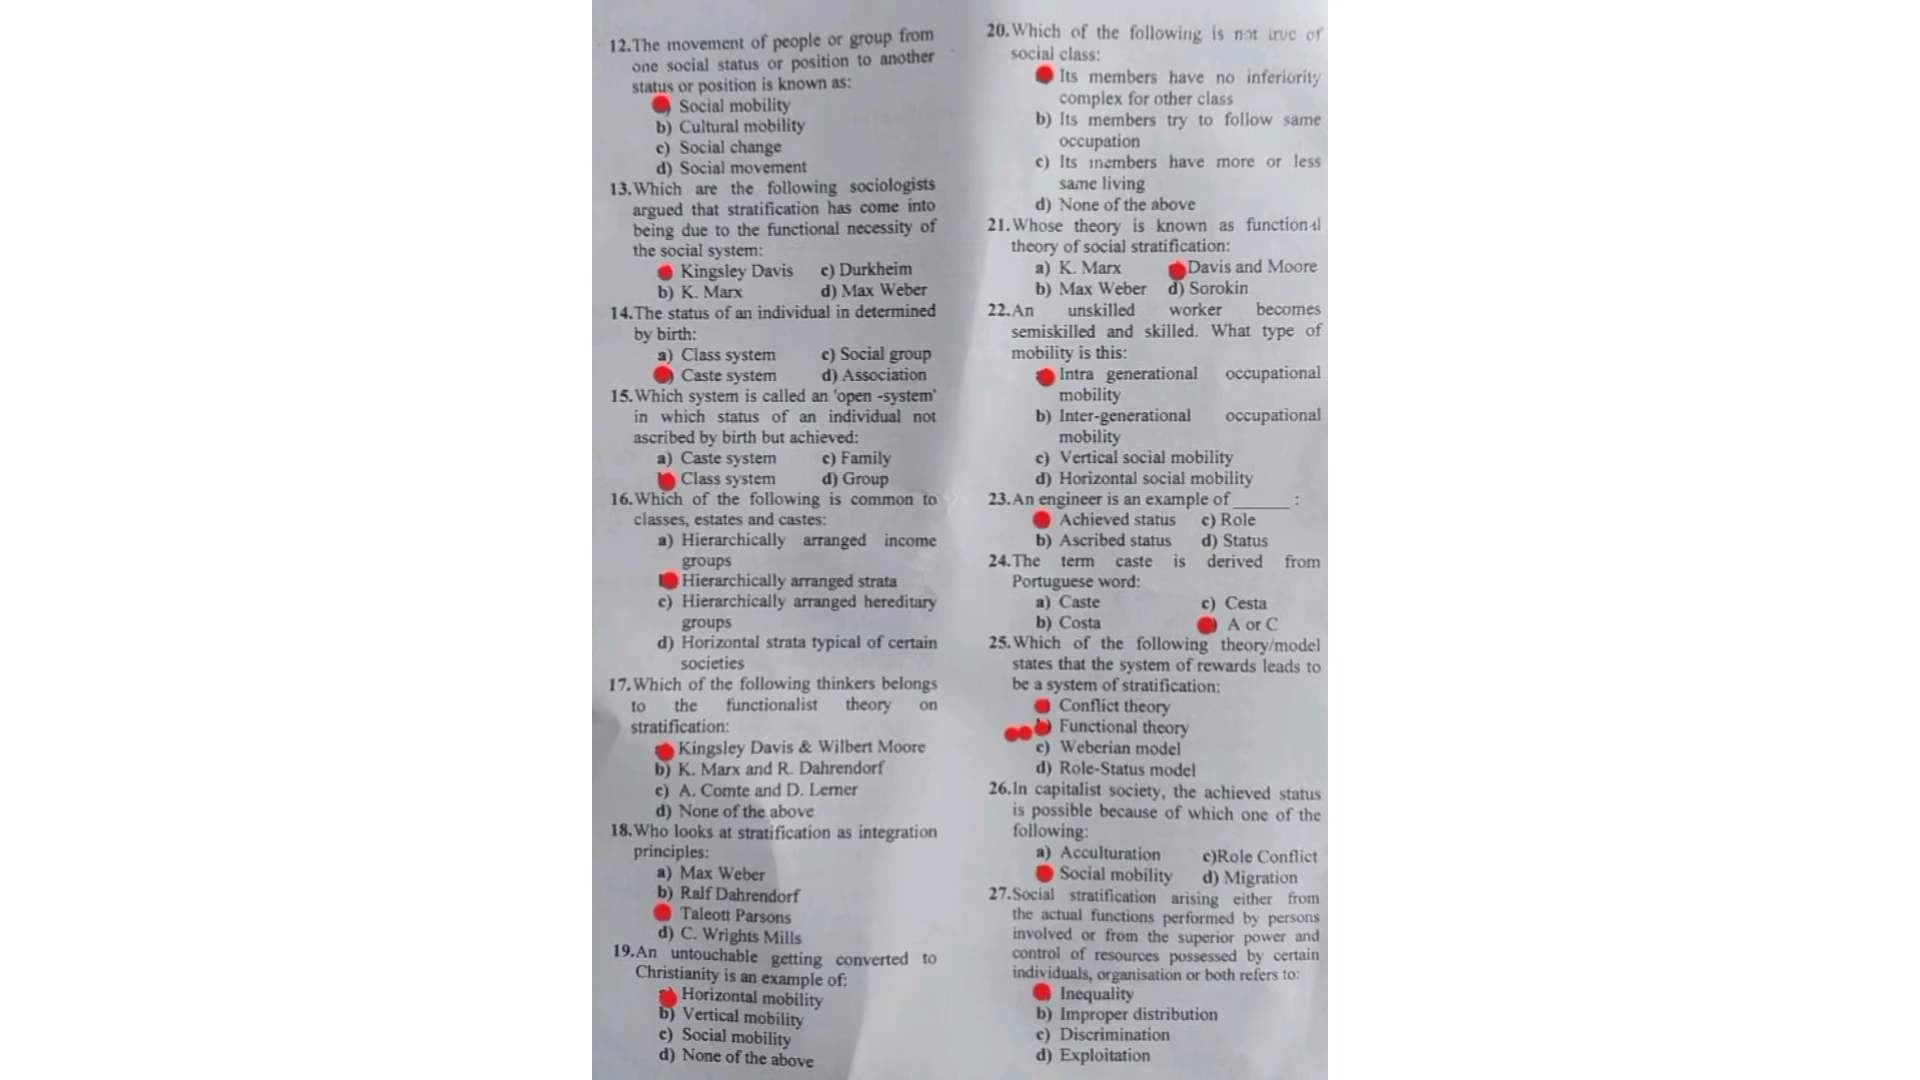 12.The movement of people or group from
one social status or position to another
status or position is known as:
Social mobility
b) Cultural mobility
c) Social change
d) Social movement
13.Which are the following sociologists
argued that stratification has come into
being due to the functional necessity of
the social system:
Kingsley Davis c) Durkheim
b) K. Marx d) Max Weber
14.The status of an individual in determined
by birth:
a) Class system c) Social group
) Caste system d) Association
15.Which system is called an 'open -system'
in which status of an individual not
ascribed by birth but achieved:
a) Caste system c) Family
Class system d) Group
16.Which of the following is common to
classes, estates and castes:
a) Hierarchically arranged income
groups
Hierarchically arranged strata
c) Hierarchically arranged hereditary
groups
d) Horizontal strata typical of certain
societies
17.Which of the following thinkers belongs
to the functionalist theory on
stratification:
Kingsley Davis & Wilbert Moore
b) K. Marx and R. Dahrendorf
c) A. Comte and D. Lerner
d) None of the above
18.Who looks at stratification as integration
principles:
a) Max Weber
b) Ralf Dahrendorf
Talcott Parsons
d) C. Wrights Mills
19.An untouchable getting converted to
Christianity is an example of:
Horizontal mobility
b) Vertical mobility
c) Social mobility
d) None of the above
20.Which of the following is not true of
social class:
Its members have no inferiority
complex for other class
b) Its members try to follow same
occupation
c) Its members have more or less
same living
d) None of the above
21.Whose theory is known as functional
theory of social stratification:
a) K. Marx Davis and Moore
b) Max Weber d) Sorokin
22.An unskilled worker becomes
semiskilled and skilled. What type of
mobility is this:
Intra generational occupational
mobility
b) Inter-generational occupational
mobility
c) Vertical social mobility
d) Horizontal social mobility
23.An engineer is an example of ______ :
Achieved status c) Role
b) Ascribed status d) Status
24.The term caste is derived from
Portuguese word:
a) Caste c) Cesta
b) Costa ) A or C
25.Which of the following theory/model
states that the system of rewards leads to
be a system of stratification:
Conflict theory
) Functional theory
c) Weberian model
d) Role-Status model
26.In capitalist society, the achieved status
is possible because of which one of the
following:
a) Acculturation c)Role Conflict
Social mobility d) Migration
27.Social stratification arising either from
the actual functions performed by persons
involved or from the superior power and
control of resources possessed by certain
individuals, organisation or both refers to:
Inequality
b) Improper distribution
c) Discrimination
d) Exploitation